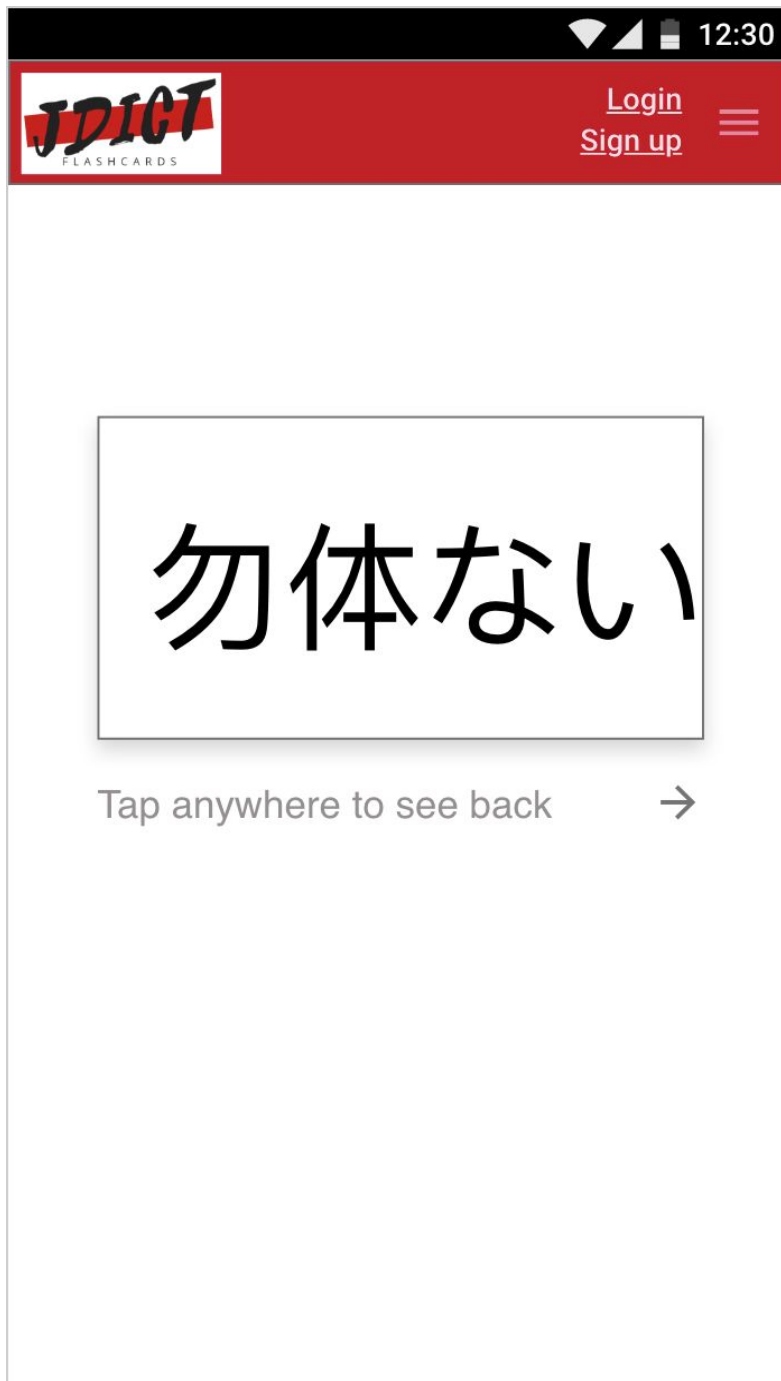 12:30
JDICT
FLASHCARDS
Login
Sign up
勿体ない
Tap anywhere to see back